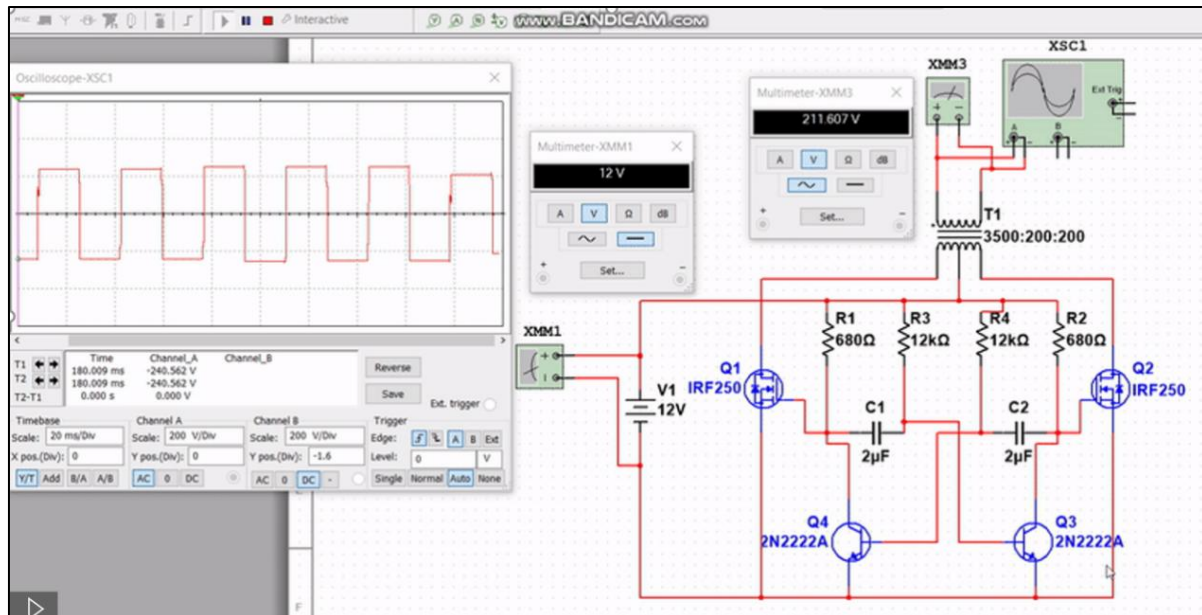 Interactive
www.BANDICAM.com
Oscilloscope-XSC1
Time
Channel_A
Channel_B
T1
180.009 ms
-240.562 V
T2
180.009 ms
-240.562 V
T2-T1
0.000 s
0.000 V
Reverse
Save
Ext. trigger
Timebase
Scale: 20 ms/Div
X pos.(Div): 0
Y/T Add B/A A/B
Channel A
Scale: 200 V/Div
Y pos.(Div): 0
AC 0 DC
Channel B
Scale: 200 V/Div
Y pos.(Div): -1.6
AC 0 DC -
Trigger
Edge: A B Ext
Level: 0 V
Single Normal Auto None
Multimeter-XMM1
12 V
A V Ω dB
Set...
+ -
Multimeter-XMM3
211.607 V
A V Ω dB
Set...
+ -
XMM3
+ -
XSC1
Ext Trig
A B
T1
3500:200:200
XMM1
V1
12V
R1
680Ω
R3
12kΩ
R4
12kΩ
R2
680Ω
Q1
IRF250
Q2
IRF250
C1
2µF
C2
2µF
Q4
2N2222A
Q3
2N2222A
F